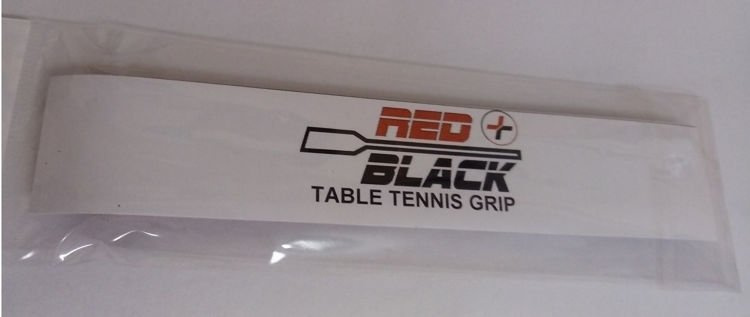 RED +
BLACK
TABLE TENNIS GRIP